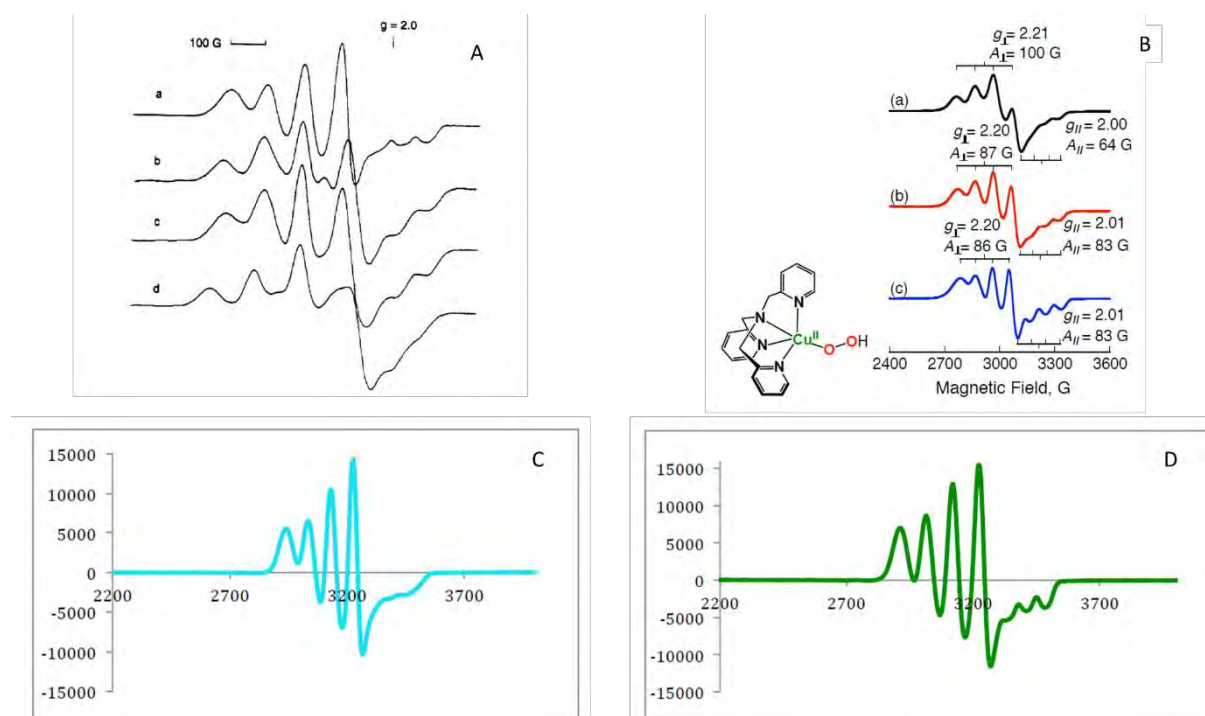 100 G
g = 2.0
A
a
b
c
d
B
g⊥= 2.21
A⊥= 100 G
(a)
g// = 2.00
A// = 64 G
g⊥= 2.20
A⊥= 87 G
(b)
g// = 2.01
A// = 83 G
g⊥= 2.20
A⊥= 86 G
(c)
g// = 2.01
A// = 83 G
2400 2700 3000 3300 3600
Magnetic Field, G
N
N
N
N
CuII
O
OH
C
15000
10000
5000
0
-5000
-10000
-15000
2200 2700 3200 3700
D
15000
10000
5000
0
-5000
-10000
-15000
2200 2700 3200 3700